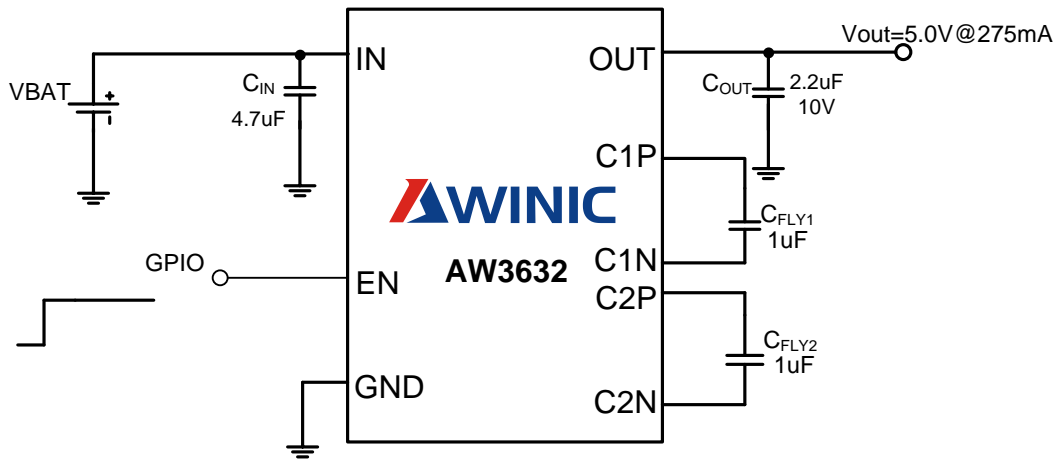 Vout=5.0V@275mA
IN
OUT
VBAT
+
-
CIN
4.7uF
COUT
2.2uF
10V
C1P
AWINIC
CFLY1
1uF
GPIO
EN
AW3632
C1N
C2P
CFLY2
1uF
GND
C2N